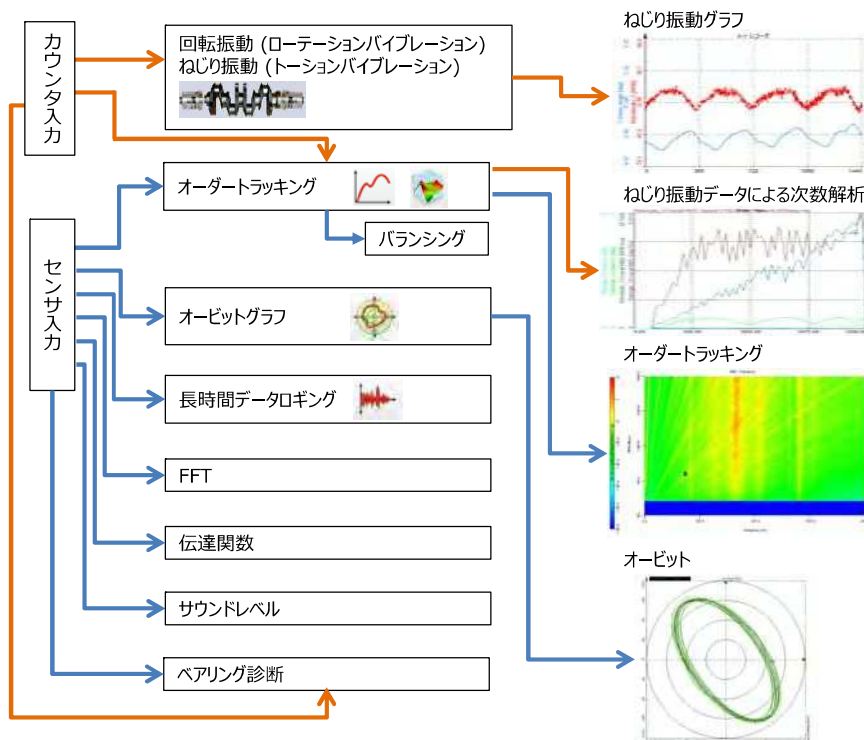 カウンタ入力
回転振動 (ローテーションバイブレーション)
ねじり振動 (トーションバイブレーション)
オーダートラッキング
バランシング
センサ入力
オービットグラフ
長時間データロギング
FFT
伝達関数
サウンドレベル
ベアリング診断
ねじり振動グラフ
ねじり振動データによる次数解析
オーダートラッキング
オービット